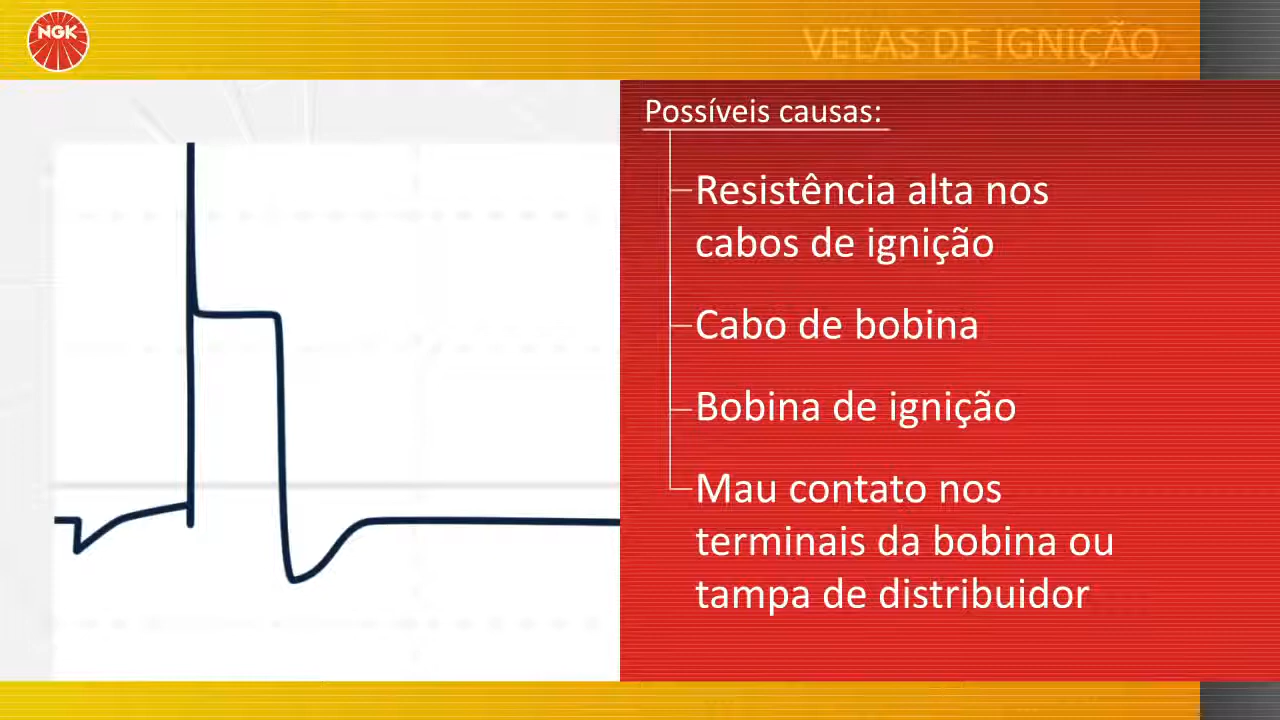 NGK
VELAS DE IGNIÇÃO
Possíveis causas:
Resistência alta nos
cabos de ignição
Cabo de bobina
Bobina de ignição
Mau contato nos
terminais da bobina ou
tampa de distribuidor